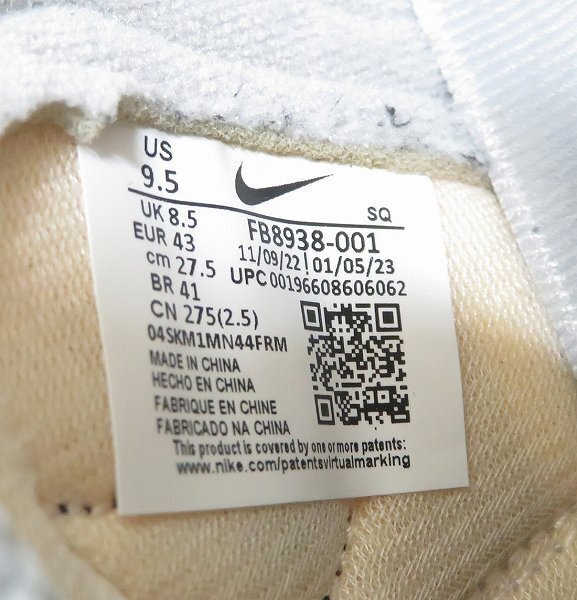 US
9.5
SQ
UK 8.5
FB8938-001
EUR 43
11/09/22 ! 01/05/23
cm 27.5
UPC 00196608606062
BR 41
CN 275(2.5)
04SKM1MN44FRM
MADE IN CHINA
HECHO EN CHINA
FABRIQUE EN CHINE
FABRICADO NA CHINA
This product is covered by one or more patents:
www.nike.com/patentsvirtualmarking